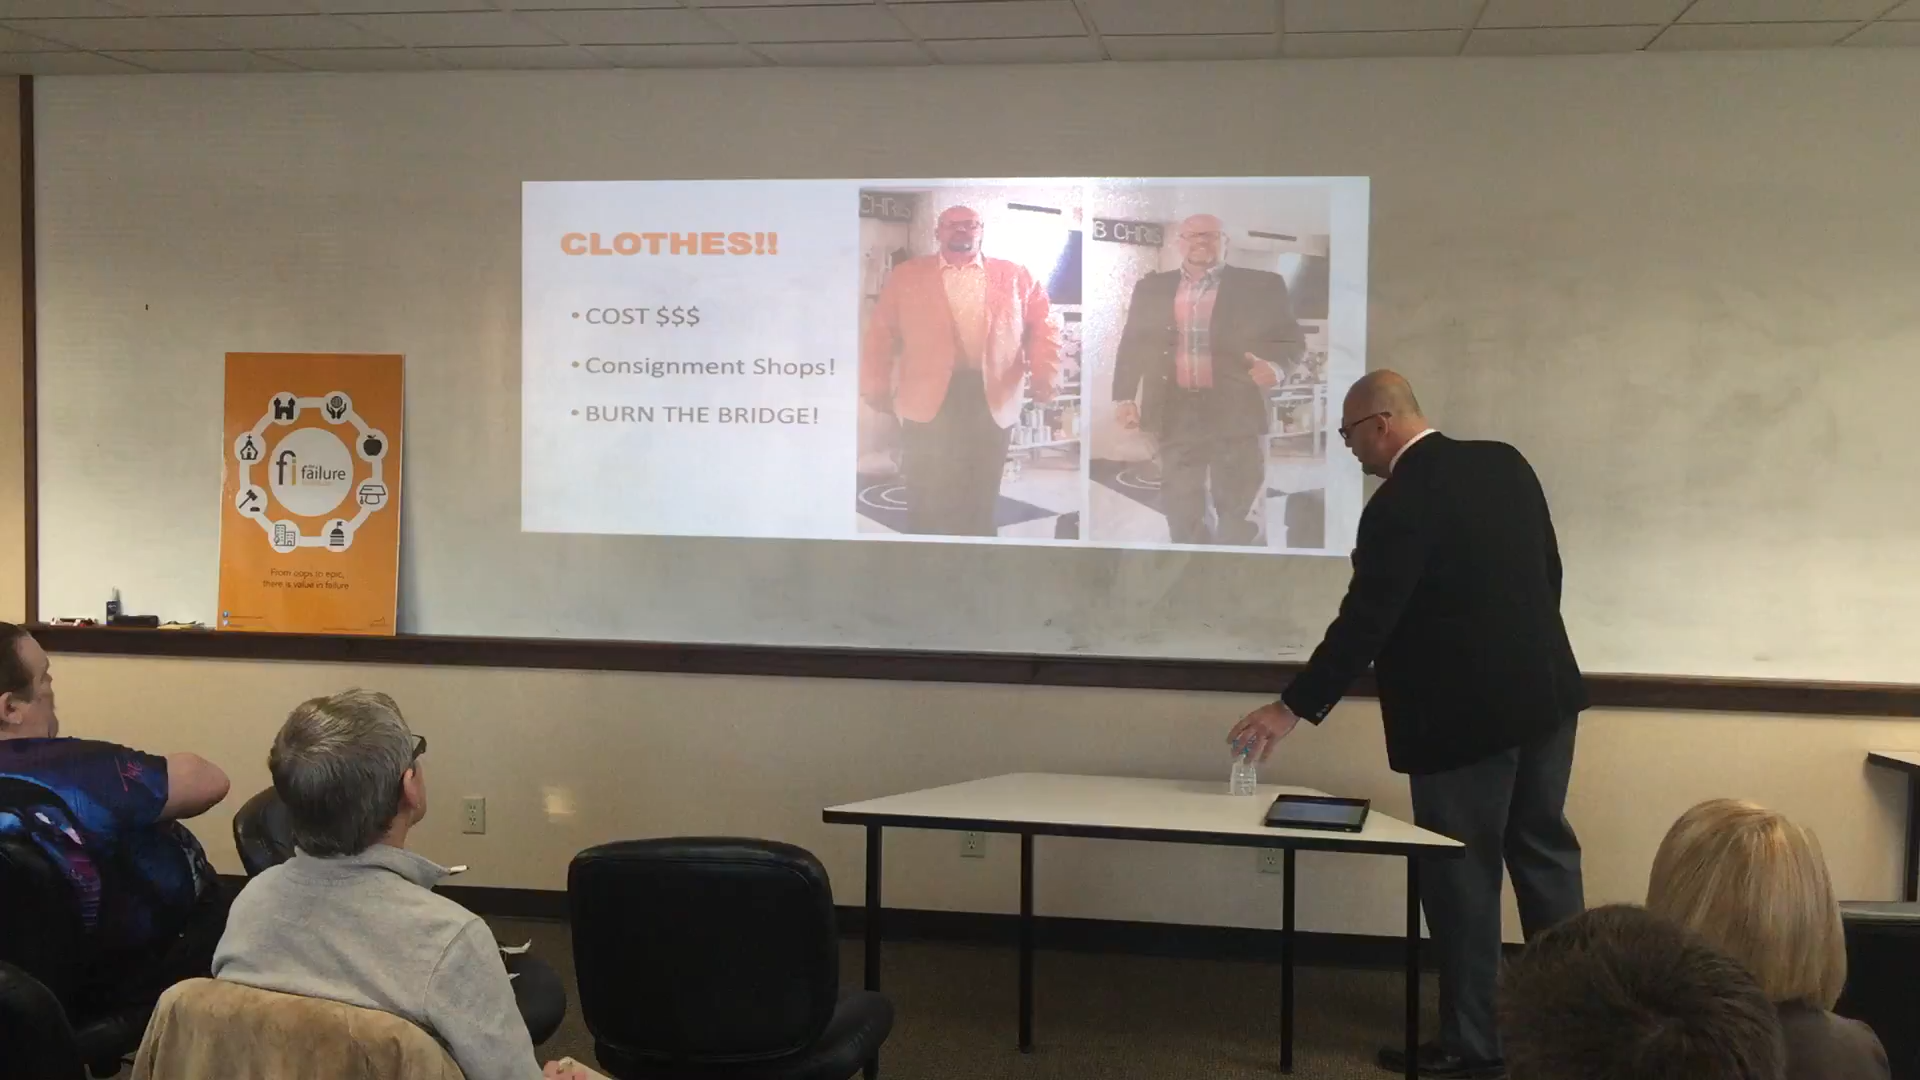 CLOTHES!!
• COST $$$
• Consignment Shops!
• BURN THE BRIDGE!
CHRIS
B CHRIS
fi
failure
From oops to epic,
there is value in failure